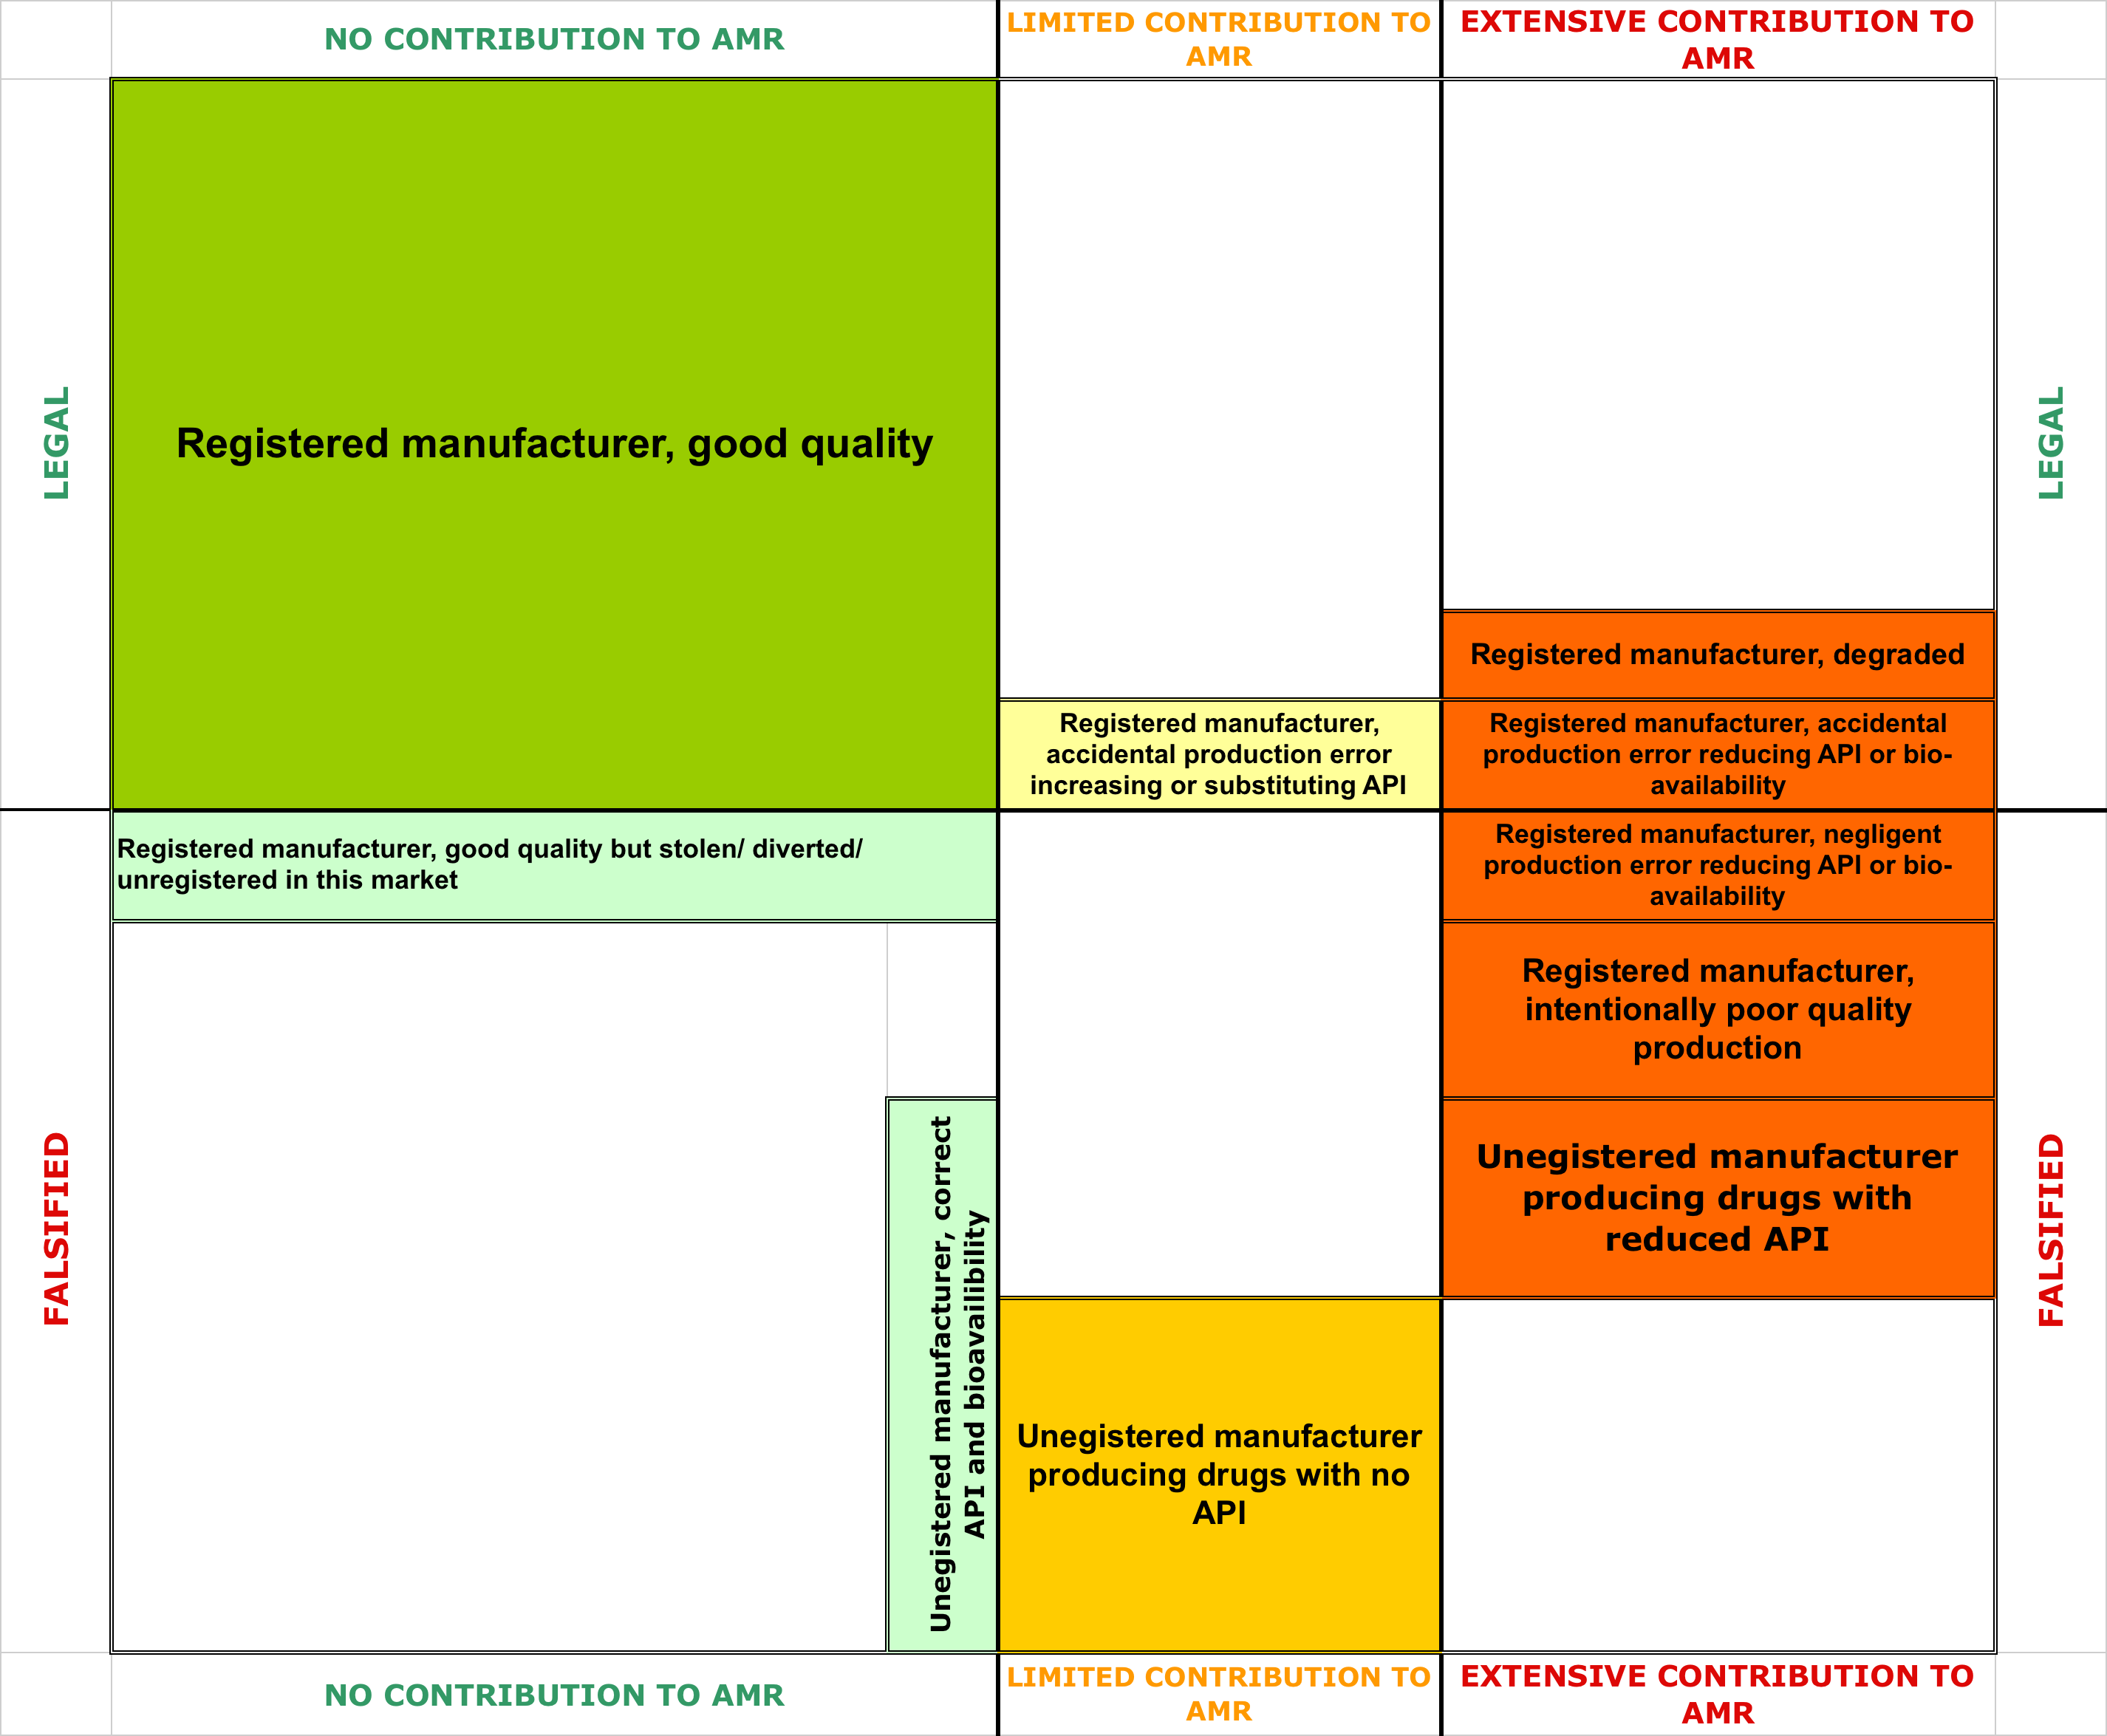 NO CONTRIBUTION TO AMR
LIMITED CONTRIBUTION TO
AMR
EXTENSIVE CONTRIBUTION TO
AMR
LEGAL
Registered manufacturer, good quality
LEGAL
Registered manufacturer, degraded
Registered manufacturer,
accidental production error
increasing or substituting API
Registered manufacturer, accidental
production error reducing API or bio-
availability
Registered manufacturer, good quality but stolen/ diverted/
unregistered in this market
Registered manufacturer, negligent
production error reducing API or bio-
availability
Registered manufacturer,
intentionally poor quality
production
FALSIFIED
Unegistered manufacturer, correct
API and bioavailibility
Unegistered manufacturer
producing drugs with
reduced API
FALSIFIED
Unegistered manufacturer
producing drugs with no
API
NO CONTRIBUTION TO AMR
LIMITED CONTRIBUTION TO
AMR
EXTENSIVE CONTRIBUTION TO
AMR